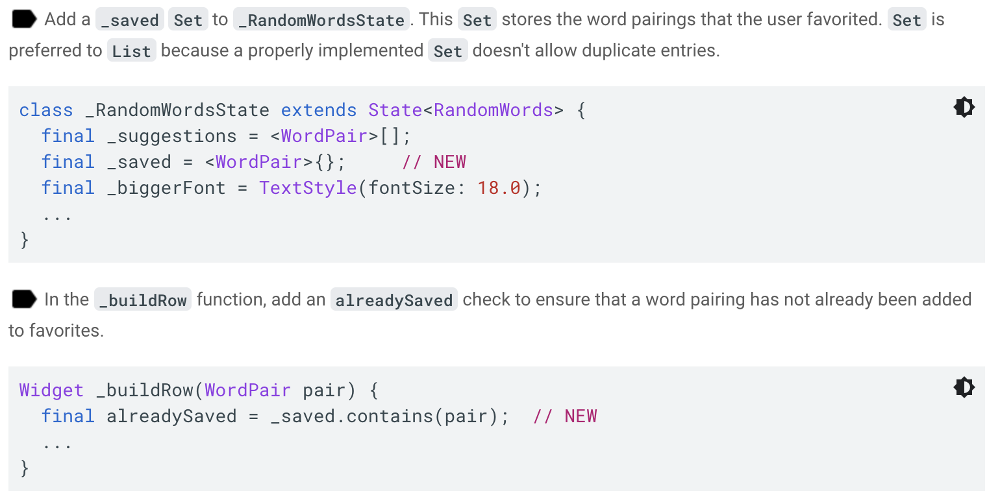 Add a _saved Set to _RandomWordsState. This Set stores the word pairings that the user favorited. Set is
preferred to List because a properly implemented Set doesn't allow duplicate entries.
class _RandomWordsState extends State<RandomWords> {
  final _suggestions = <WordPair>[];
  final _saved = <WordPair>{};     // NEW
  final _biggerFont = TextStyle(fontSize: 18.0);
  ...
}
In the _buildRow function, add an alreadySaved check to ensure that a word pairing has not already been added
to favorites.
Widget _buildRow(WordPair pair) {
  final alreadySaved = _saved.contains(pair);  // NEW
  ...
}